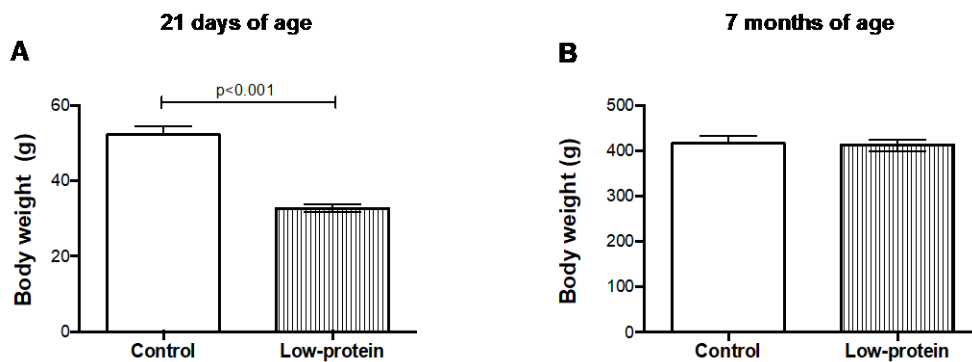 21 days of age
A
p<0.001
Body weight (g)
60
40
20
0
Control Low-protein
7 months of age
B
Body weight (g)
500
400
300
200
100
0
Control Low-protein